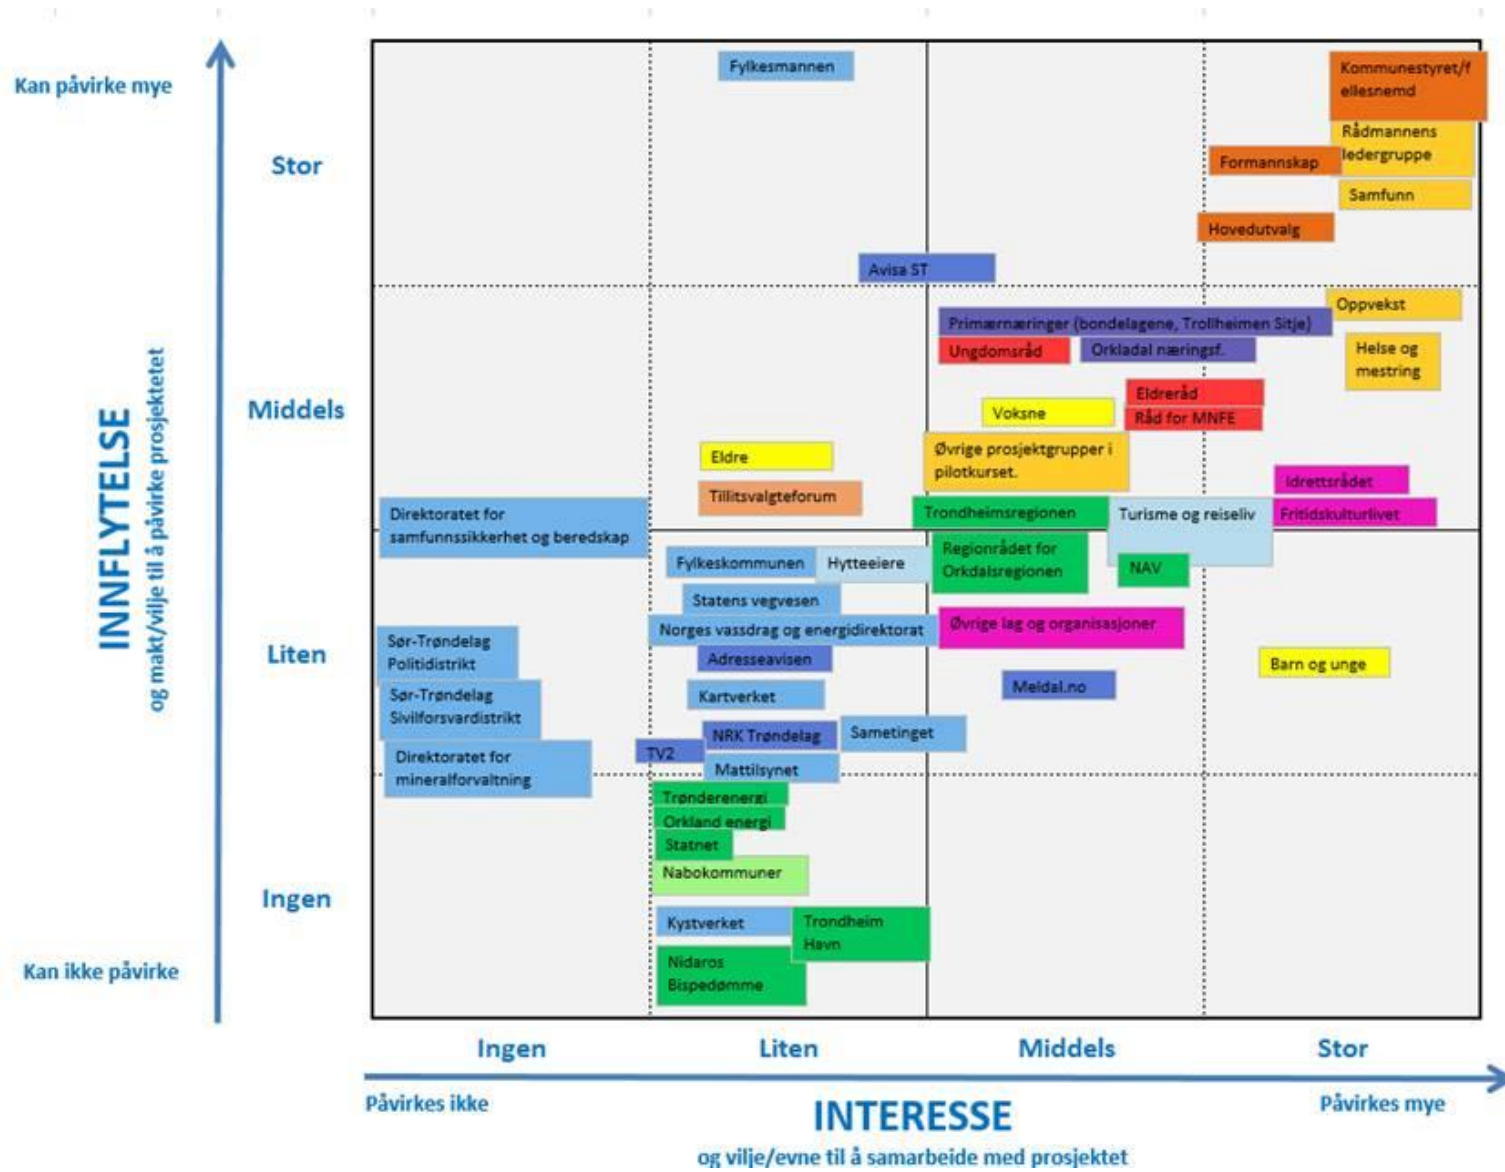 Kan påvirke mye
Fylkesmannen
Kommunestyret/f
ellesnemd
Rådmannens
ledergruppe
Stor
Formannskap
Samfunn
Hovedutvalg
Avisa ST
Oppvekst
Primærnæringer (bondelagene, Trollheimen Sitje)
Ungdomsråd
Orkladal næringsf.
Helse og
mestring
INNFLYTELSE
og makt/vilje til å påvirke prosjektetet
Middels
Eldreråd
Voksne
Råd for MNFE
Eldre
Øvrige prosjektgrupper i
pilotkurset.
Idrettsrådet
Tillitsvalgteforum
Direktoratet for
samfunnssikkerhet og beredskap
Trondheimsregionen
Turisme og reiseliv
Fritidskulturlivet
Fylkeskommunen
Hytteeiere
Regionrådet for
Orkdalsregionen
NAV
Statens vegvesen
Norges vassdrag og energidirektorat
Øvrige lag og organisasjoner
Liten
Sør-Trøndelag
Politidistrikt
Adresseavisen
Barn og unge
Sør-Trøndelag
Sivilforsvardistrikt
Kartverket
Meldal.no
NRK Trøndelag
Sametinget
TV2
Direktoratet for
mineralforvaltning
Mattilsynet
Trønderenergi
Orkland energi
Statnet
Nabokommuner
Ingen
Kystverket
Trondheim
Havn
Nidaros
Bispedømme
Kan ikke påvirke
Ingen
Liten
Middels
Stor
Påvirkes ikke
INTERESSE
Påvirkes mye
og vilje/evne til å samarbeide med prosjektet